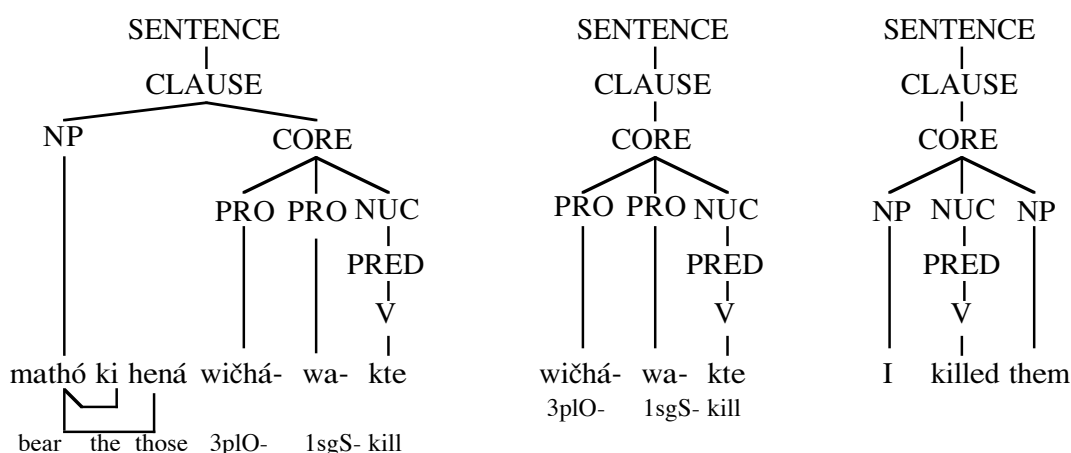 SENTENCE SENTENCE SENTENCE
CLAUSE CLAUSE CLAUSE
NP CORE CORE CORE
PRO PRO NUC PRO PRO NUC NP NUC NP
PRED PRED PRED
V V V
mathó ki hená wičhá- wa- kte wičhá- wa- kte I killed them
3plO- 1sgS- kill
bear the those 3plO- 1sgS- kill